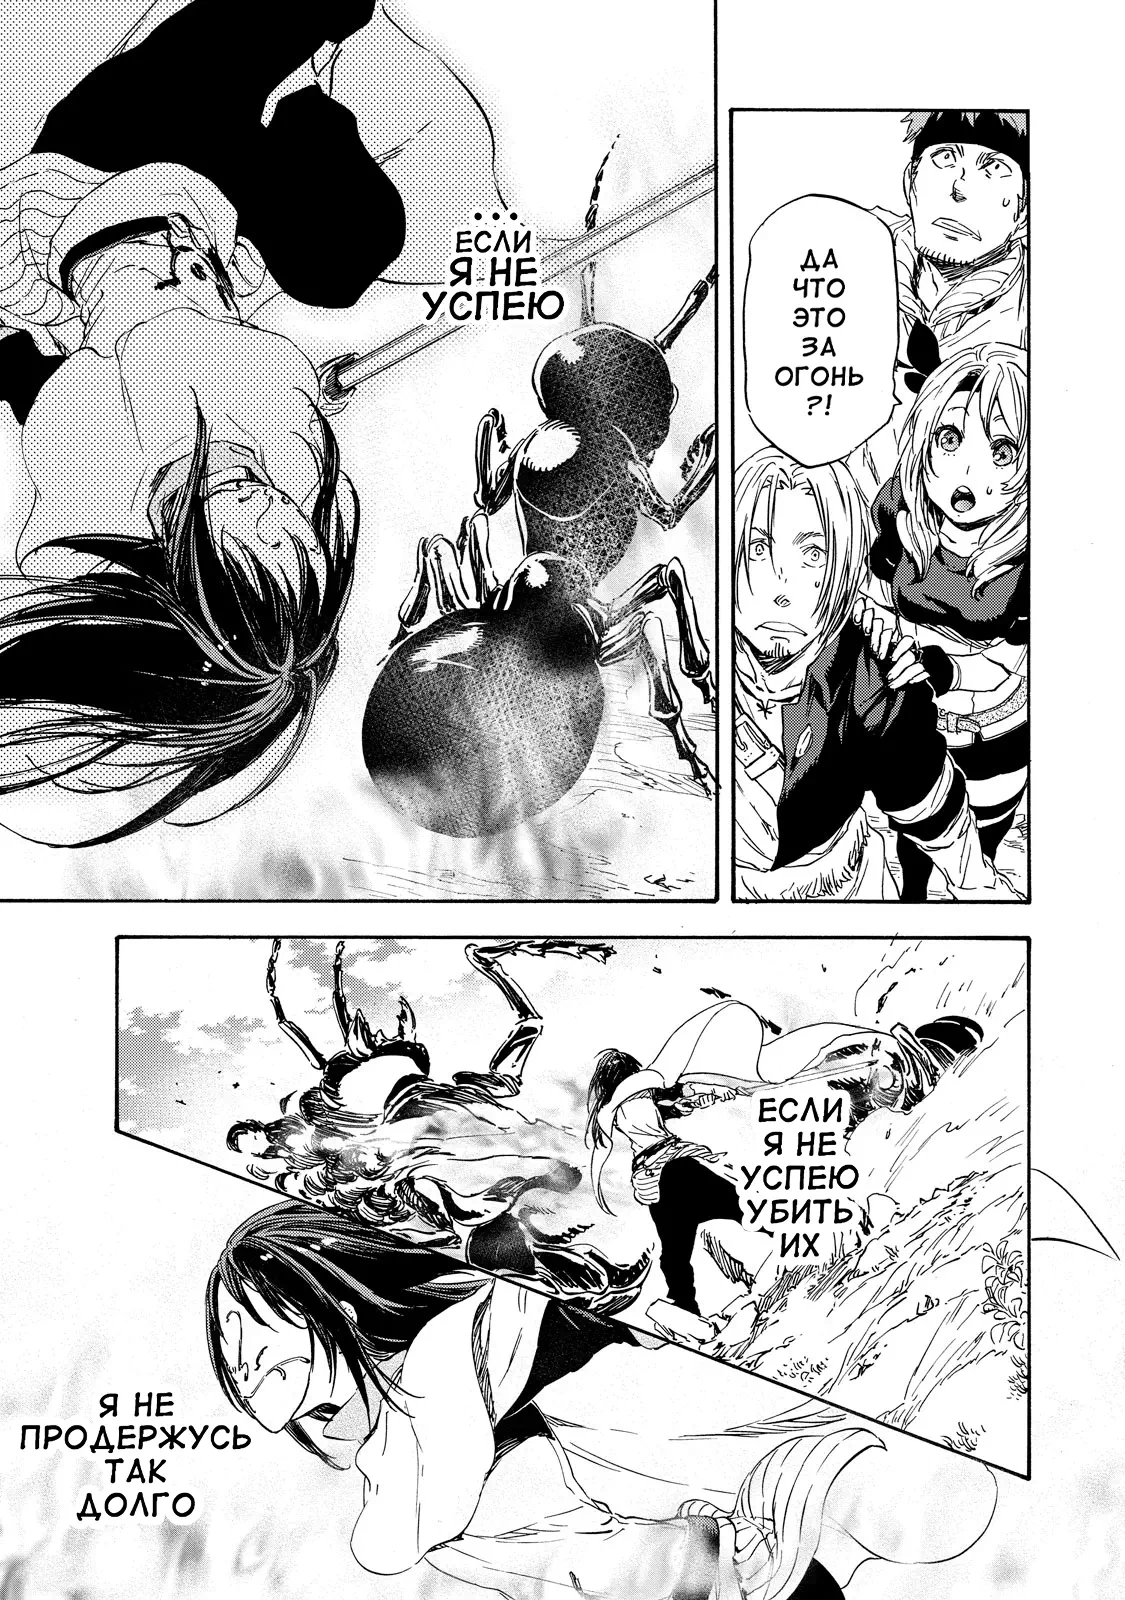 ДА
ЧТО
ЭТО
ЗА
ОГОНЬ
?!
...
ЕСЛИ
Я НЕ
УСПЕЮ
ЕСЛИ
Я НЕ
УСПЕЮ
УБИТЬ
ИХ
Я НЕ
ПРОДЕРЖУСЬ
ТАК
ДОЛГО